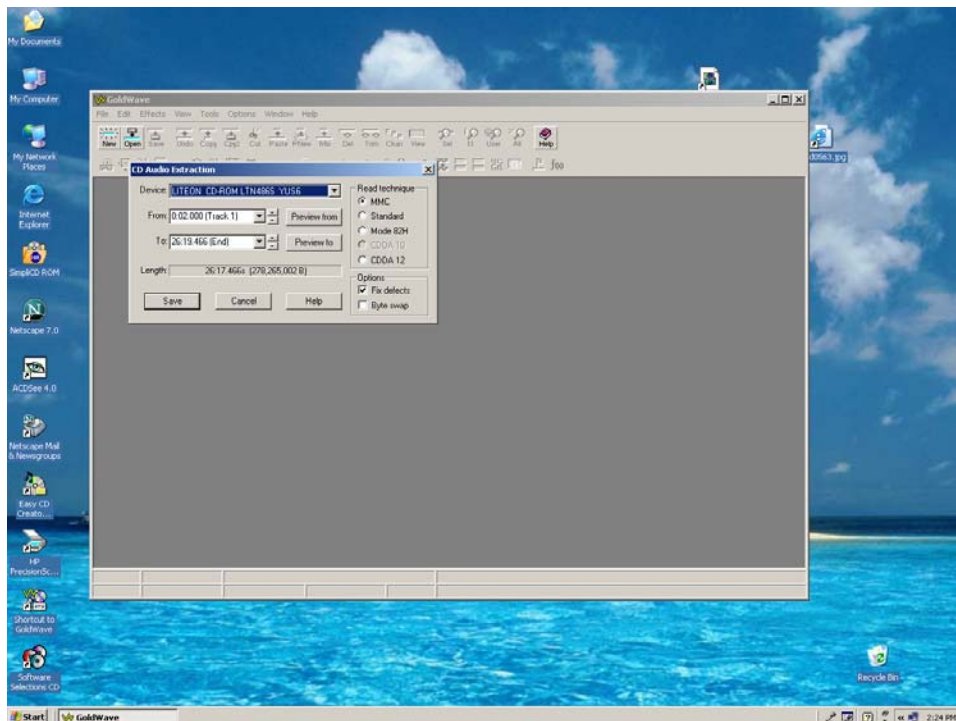 My Documents
My Computer
My Network
Places
Internet
Explorer
SimpliCD ROM
Netscape 7.0
ACDSee 4.0
Netscape Mail
& Newsgroups
Easy CD
Creato...
HP
PrecisionSc...
Shortcut to
GoldWave
Software
Selections CD
GoldWave
File Edit Effects View Tools Options Window Help
New Open Save Undo Copy Cut Paste Mix Del Trim View Sel User All Help
CD Audio Extraction
Device: LITEON CD-ROM LTN486S YUS6
From: 0:02.000 (Track 1) Preview from
To: 26:19.466 (End) Preview to
Length: 26:17.466s (278,265,002 B)
Save Cancel Help
Read technique
MMC
Standard
Mode 82H
CDDA 10
CDDA 12
Options
Fix defects
Byte swap
Recycle Bin
Start GoldWave 2:24 PM